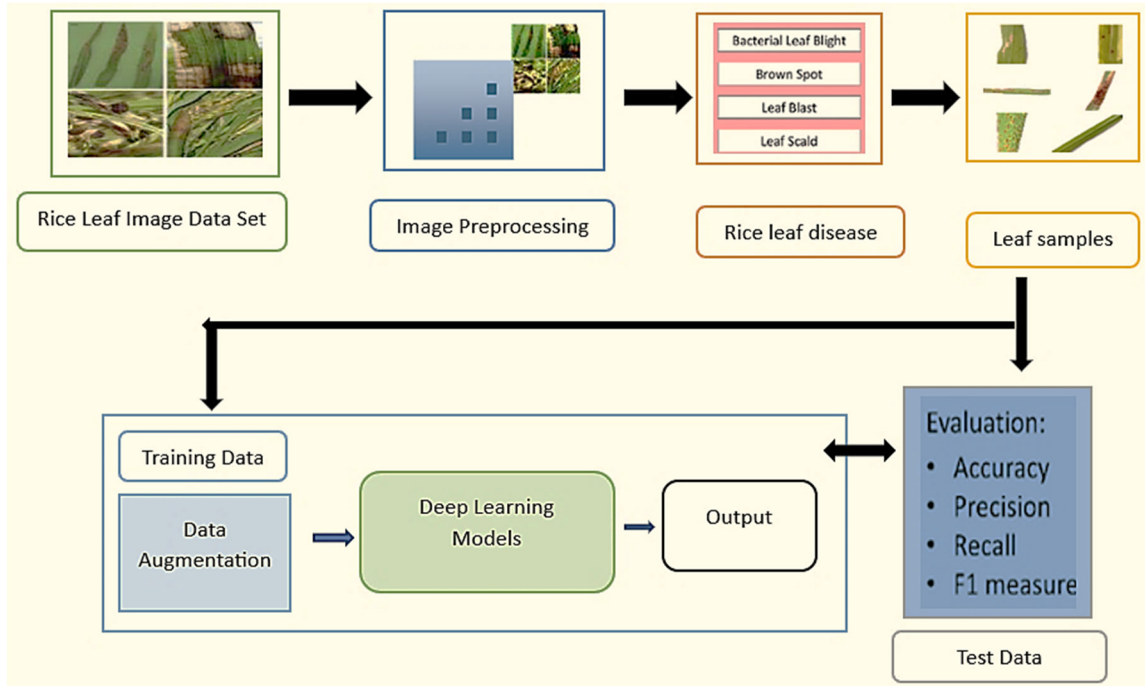 Bacterial Leaf Blight
Brown Spot
Leaf Blast
Leaf Scald
Rice Leaf Image Data Set
Image Preprocessing
Rice leaf disease
Leaf samples
Training Data
Data
Augmentation
Deep Learning
Models
Output
Evaluation:
• Accuracy
• Precision
• Recall
• F1 measure
Test Data